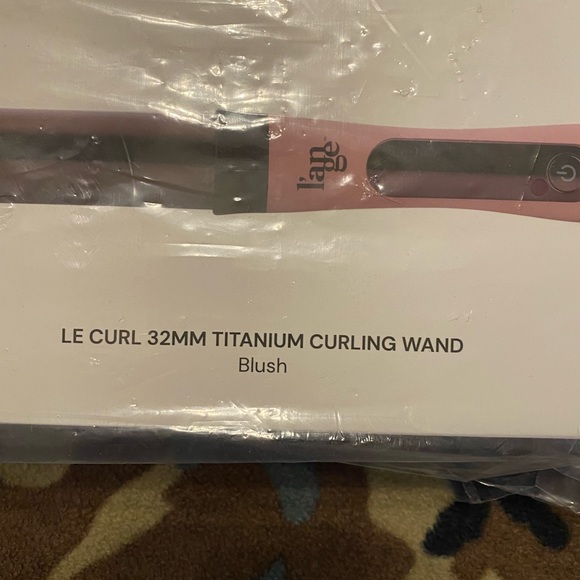 l'ange
LE CURL 32MM TITANIUM CURLING WAND
Blush